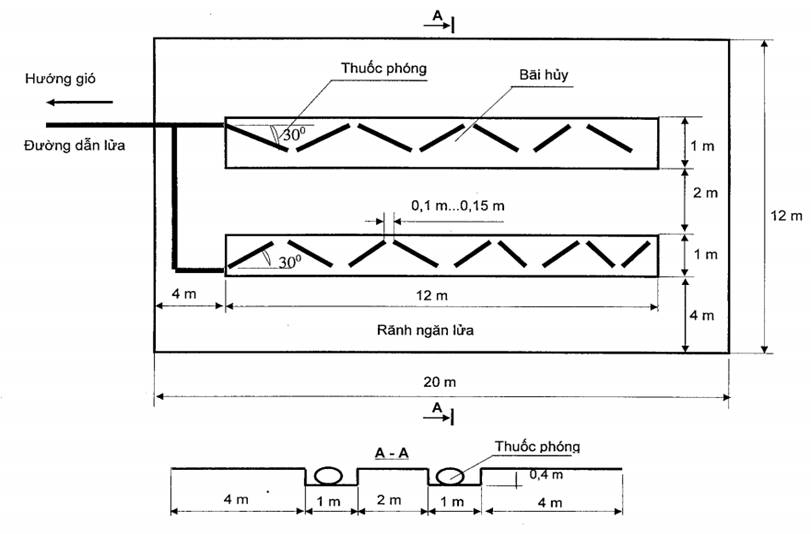 A
Hướng gió
Thuốc phóng
Bãi hủy
Đường dẫn lửa
30⁰
1 m
2 m
0,1 m...0,15 m
12 m
30⁰
1 m
4 m
12 m
4 m
Rãnh ngăn lửa
20 m
A
A - A
Thuốc phóng
0,4 m
4 m
1 m
2 m
1 m
4 m